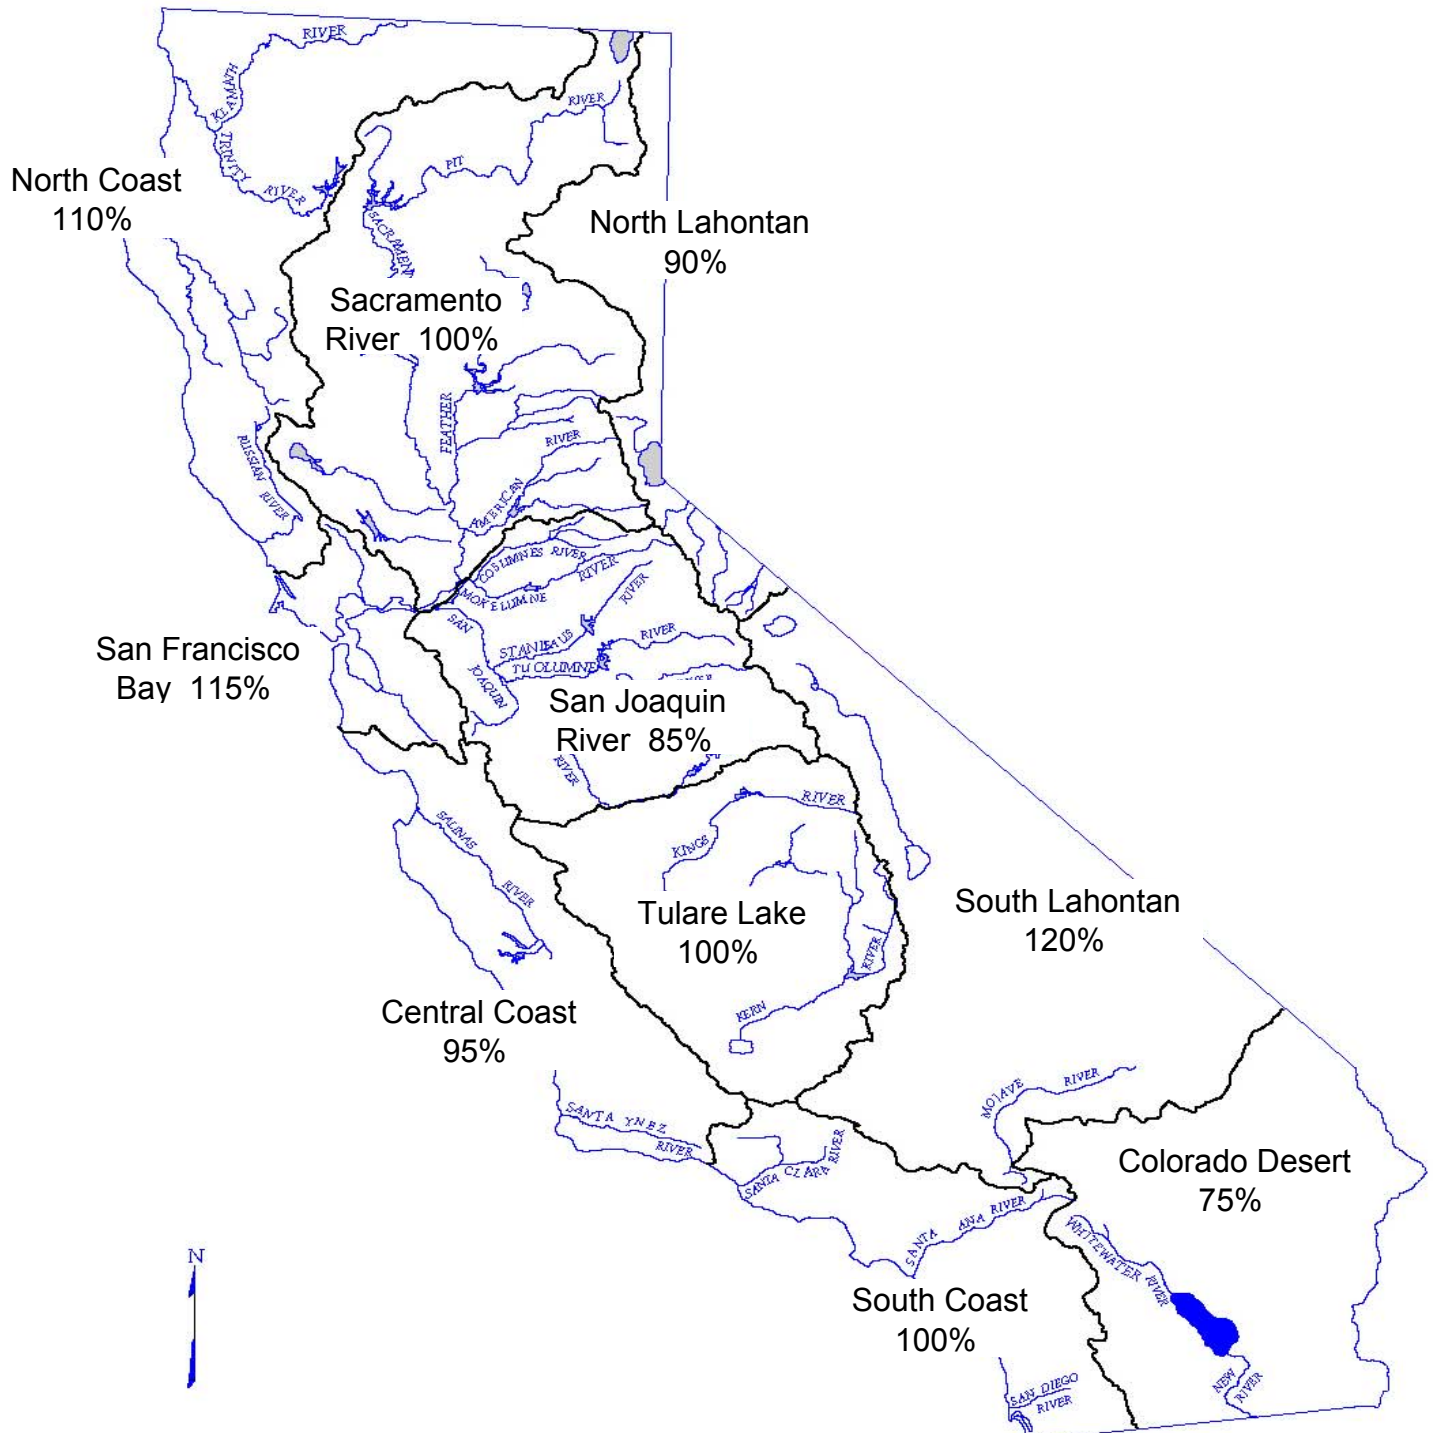 RIVER
KLAMATH
TRINITY
RIVER
RIVER
PIT
SACRAMEN
North Coast
110%
North Lahontan
90%
Sacramento
River 100%
FEATHER
RIVER
AMERICAN
RUSSIAN
RIVER
COSUMNES RIVER
RIVER
MOKELUMNE
RIVER
SAN
JOAQUIN
STANISAUS
RIVER
TUOLUMNE
San Francisco
Bay 115%
San Joaquin
River 85%
RIVER
RIVER
KINGS
SALINAS
RIVER
Tulare Lake
100%
RIVER
KERN
South Lahontan
120%
Central Coast
95%
MOJAVE
RIVER
SANTA YNEZ
RIVER
SANTA CLARA RIVER
SANTA ANA RIVER
Colorado Desert
75%
WHITEWATER RIVER
N
South Coast
100%
NEW
RIVER
SAN DIEGO
RIVER